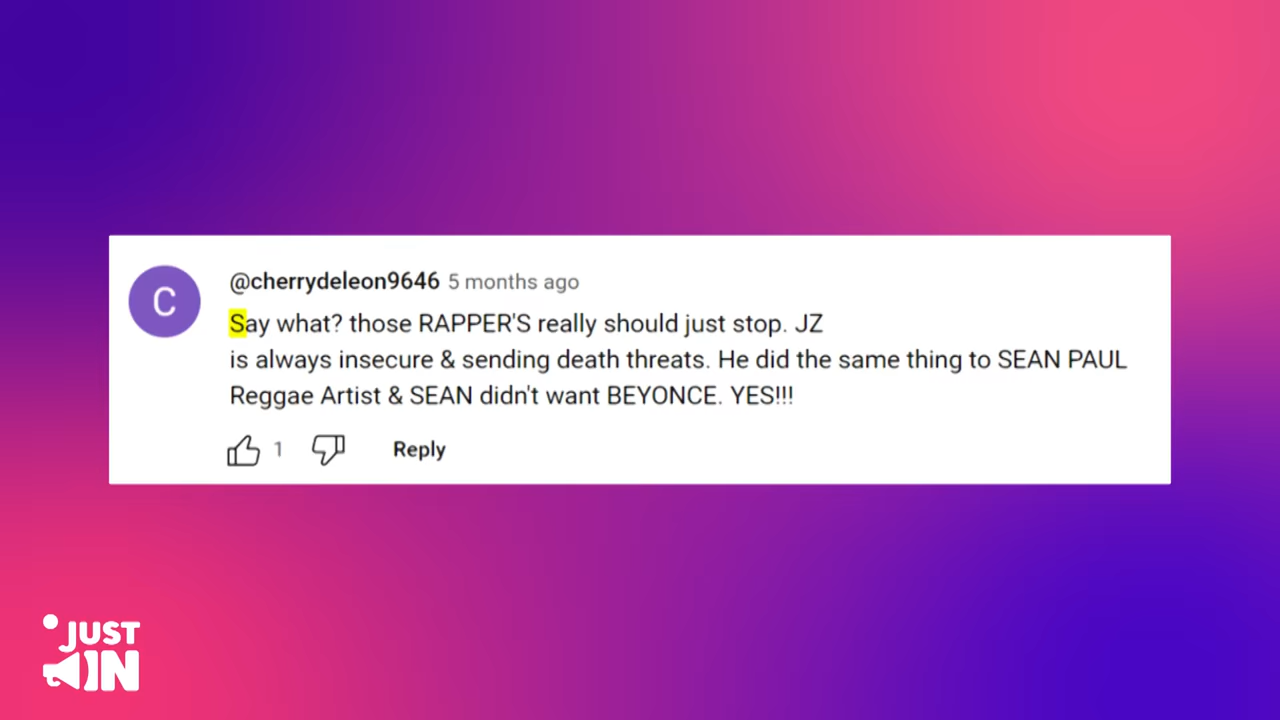 @cherrydeleon9646 5 months ago
C
Say what? those RAPPER'S really should just stop. JZ
is always insecure & sending death threats. He did the same thing to SEAN PAUL
Reggae Artist & SEAN didn't want BEYONCE. YES!!!
1 Reply
JUST
IN